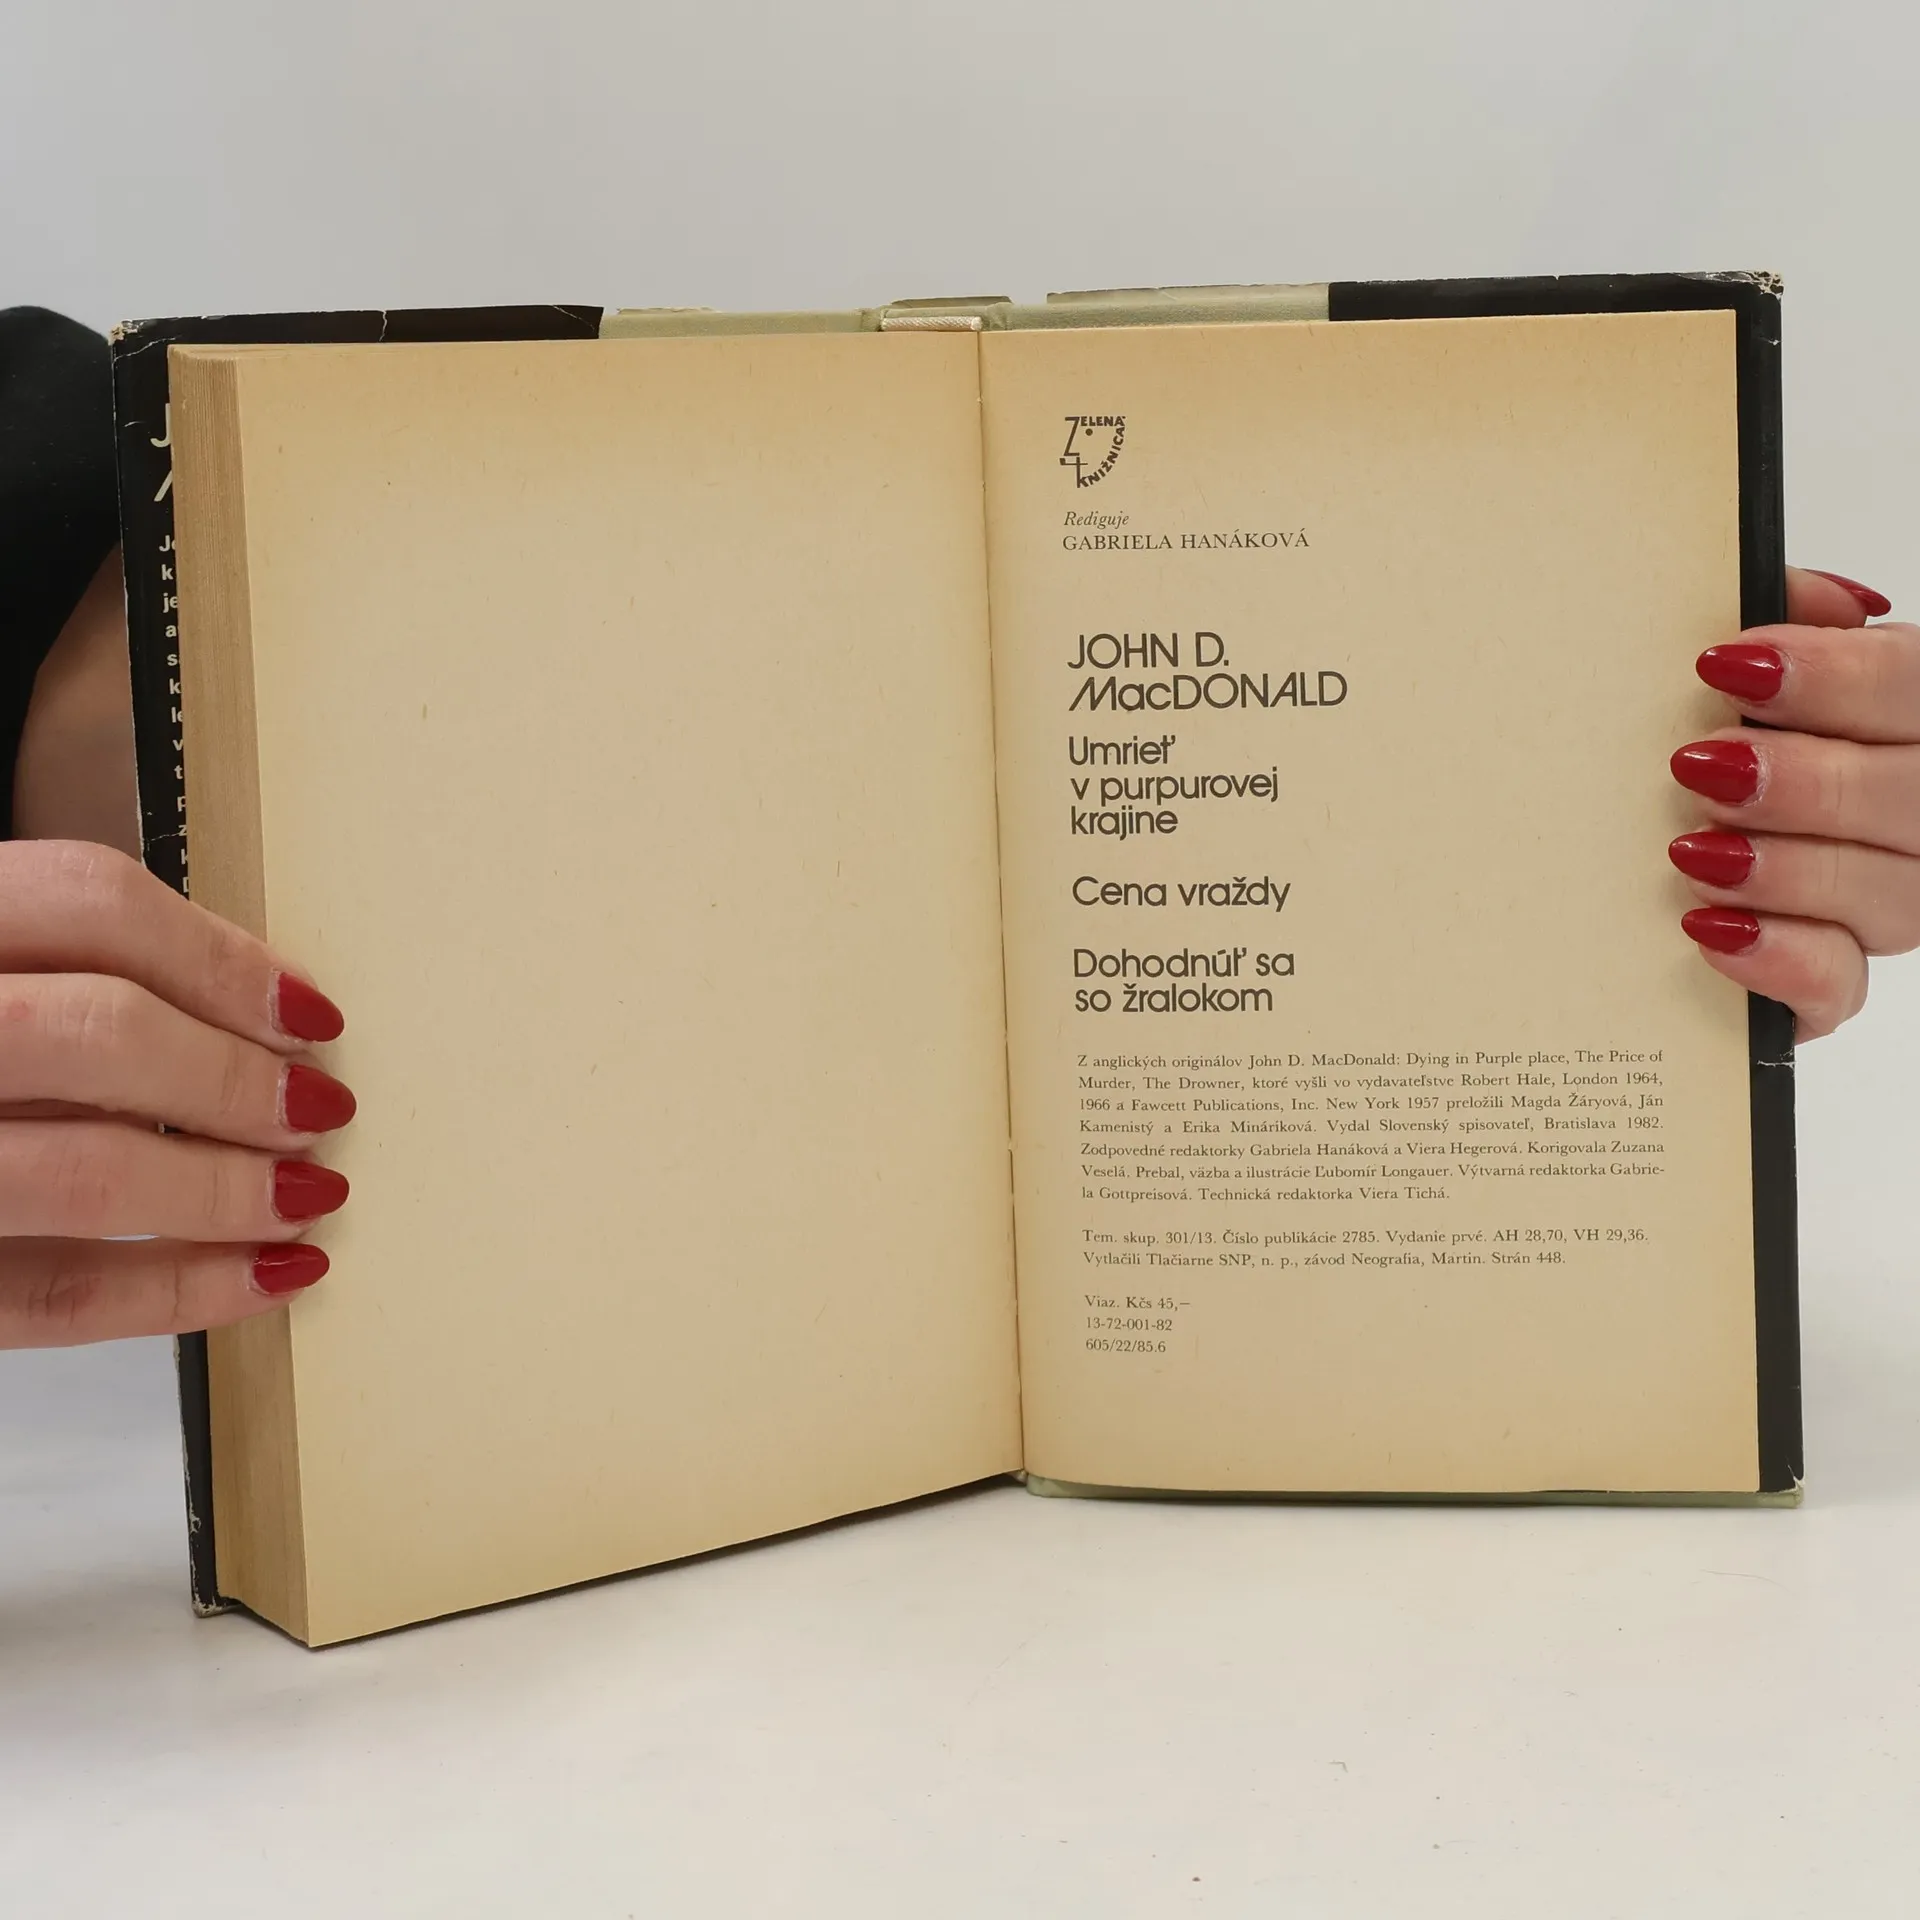 ZELENÁ
KNIŽNICA
Rediguje
GABRIELA HANÁKOVÁ
JOHN D.
MacDONALD
Umrieť
v purpurovej
krajine
Cena vraždy
Dohodnúť sa
so žralokom
Z anglických originálov John D. MacDonald: Dying in Purple place, The Price of
Murder, The Drowner, ktoré vyšli vo vydavateľstve Robert Hale, London 1964,
1966 a Fawcett Publications, Inc. New York 1957 preložili Magda Žáryová, Ján
Kamenistý a Erika Mináriková. Vydal Slovenský spisovateľ, Bratislava 1982.
Zodpovedné redaktorky Gabriela Hanáková a Viera Hegerová. Korigovala Zuzana
Veselá. Prebal, väzba a ilustrácie Ľubomír Longauer. Výtvarná redaktorka Gabrie-
la Gottpreisová. Technická redaktorka Viera Tichá.
Tem. skup. 301/13. Číslo publikácie 2785. Vydanie prvé. AH 28,70, VH 29,36.
Vytlačili Tlačiarne SNP, n. p., závod Neografia, Martin. Strán 448.
Viaz. Kčs 45,—
13-72-001-82
605/22/85.6